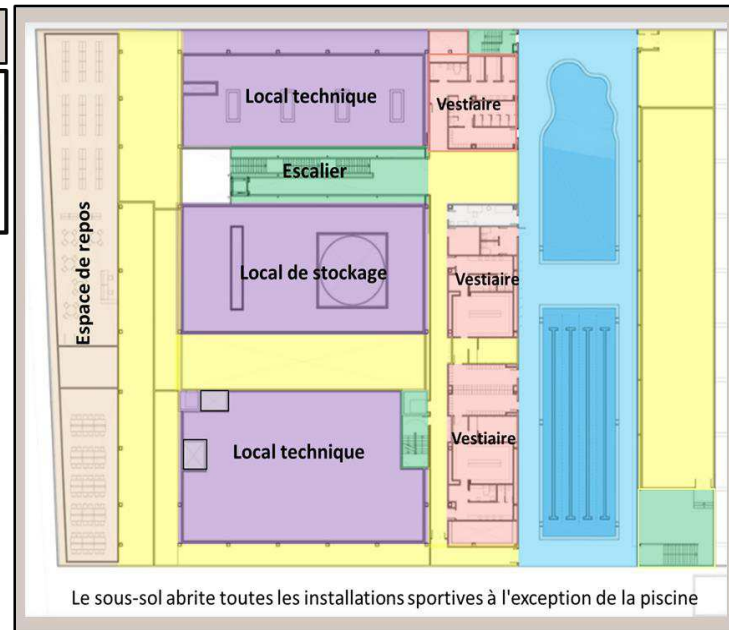 Local technique
Vestiaire
Escalier
Espace de repos
Local de stockage
Vestiaire
Local technique
Vestiaire
Le sous-sol abrite toutes les installations sportives à l'exception de la piscine